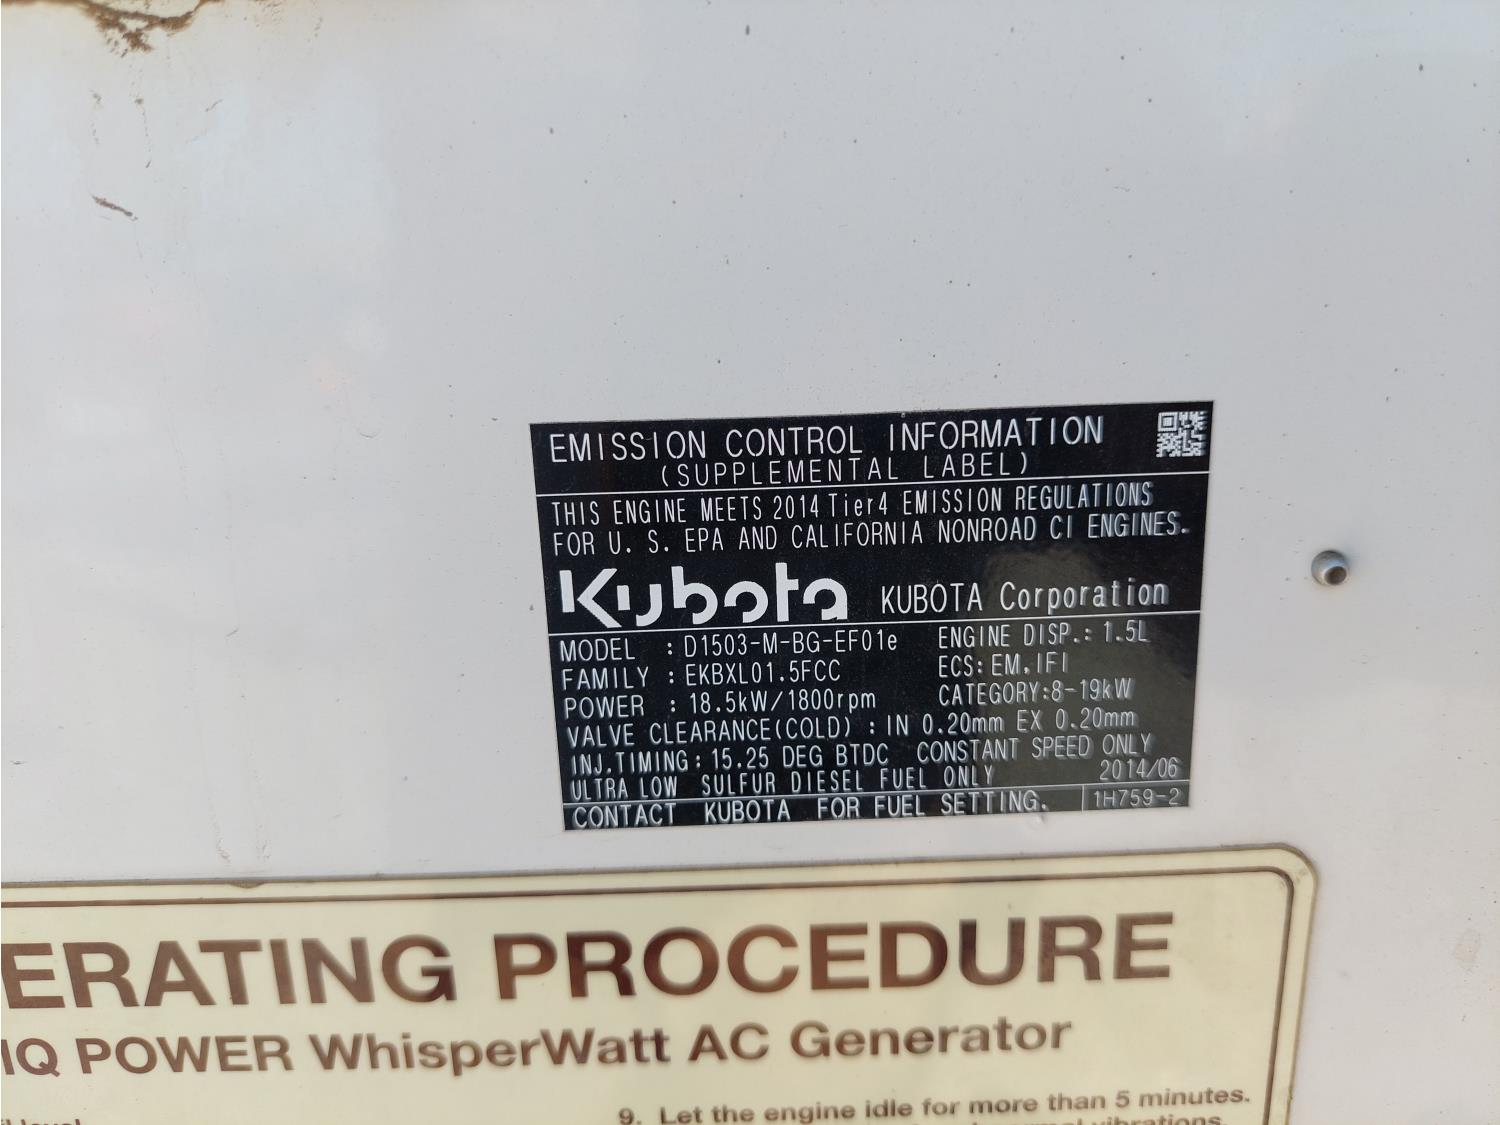 EMISSION CONTROL INFORMATION
(SUPPLEMENTAL LABEL)
THIS ENGINE MEETS 2014 Tier4 EMISSION REGULATIONS
FOR U. S. EPA AND CALIFORNIA NONROAD CI ENGINES.
Kubota KUBOTA Corporation
MODEL : D1503-M-BG-EF01e ENGINE DISP.: 1.5L
FAMILY : EKBXL01.5FCC ECS: EM, IFI
POWER : 18.5kW/1800rpm CATEGORY:8-19kW
VALVE CLEARANCE(COLD) : IN 0.20mm EX 0.20mm
INJ.TIMING: 15.25 DEG BTDC CONSTANT SPEED ONLY
ULTRA LOW SULFUR DIESEL FUEL ONLY 2014/06
CONTACT KUBOTA FOR FUEL SETTING. 1H759-2
ERATING PROCEDURE
IQ POWER WhisperWatt AC Generator
9. Let the engine idle for more than 5 minutes.
vibrations.